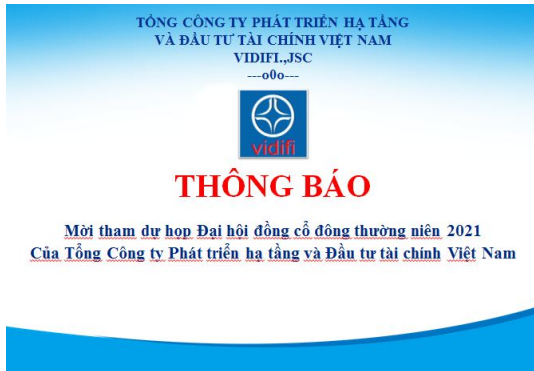 TỔNG CÔNG TY PHÁT TRIỂN HẠ TẦNG
VÀ ĐẦU TƯ TÀI CHÍNH VIỆT NAM
VIDIFI.,JSC
---o0o---
vidifi
THÔNG BÁO
Mời tham dự họp Đại hội đồng cổ đông thường niên 2021
Của Tổng Công ty Phát triển hạ tầng và Đầu tư tài chính Việt Nam